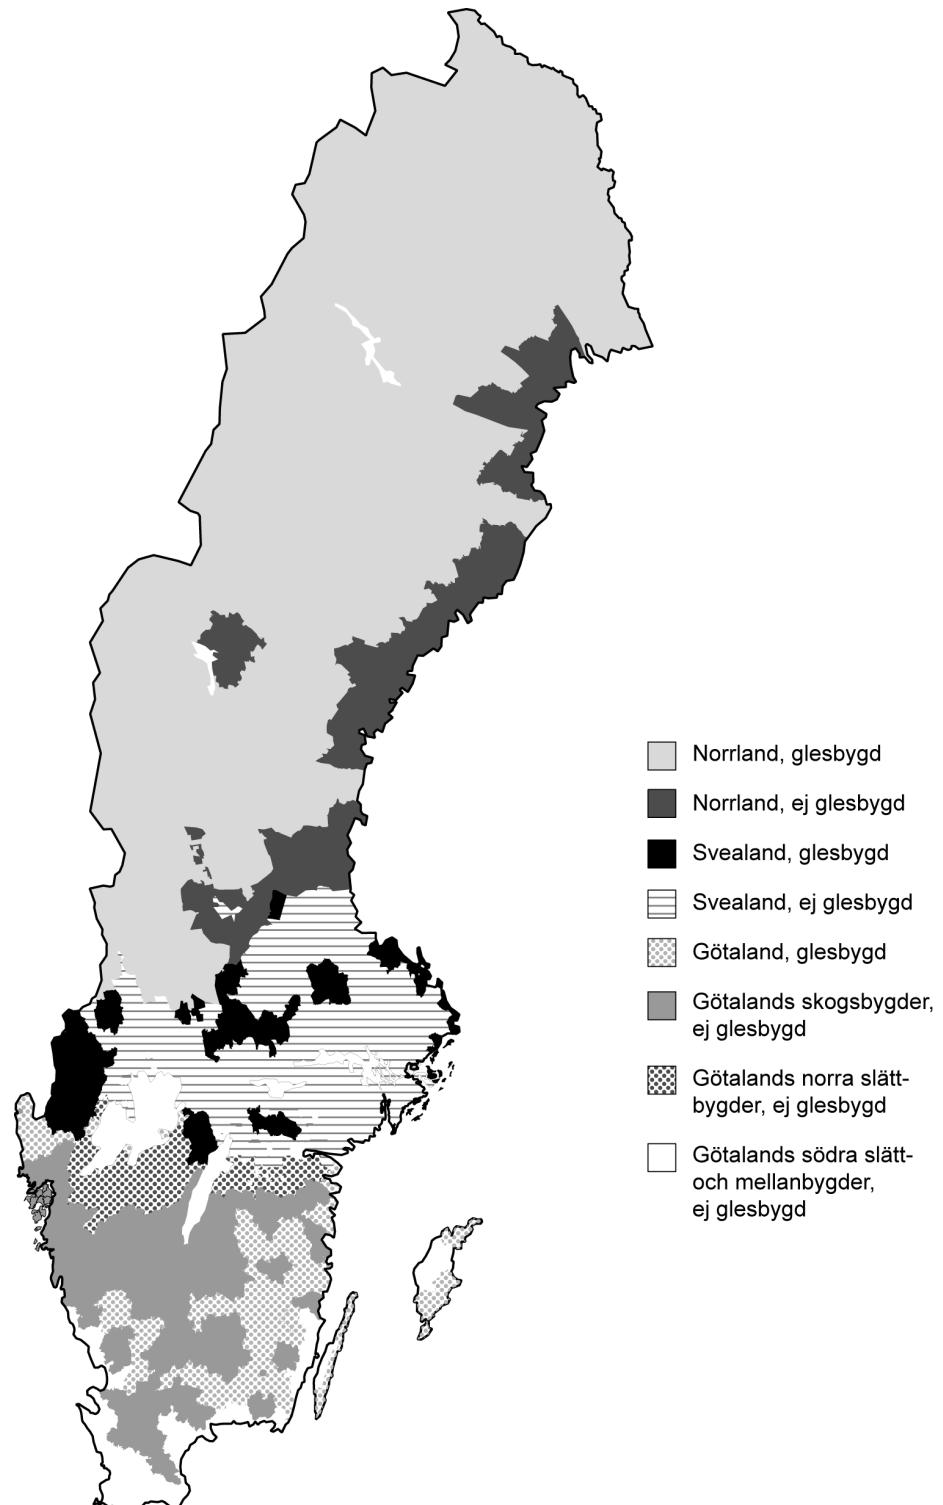 Norrland, glesbygd
Norrland, ej glesbygd
Svealand, glesbygd
Svealand, ej glesbygd
Götaland, glesbygd
Götalands skogsbygder,
ej glesbygd
Götalands norra slätt-
bygder, ej glesbygd
Götalands södra slätt-
och mellanbygder,
ej glesbygd